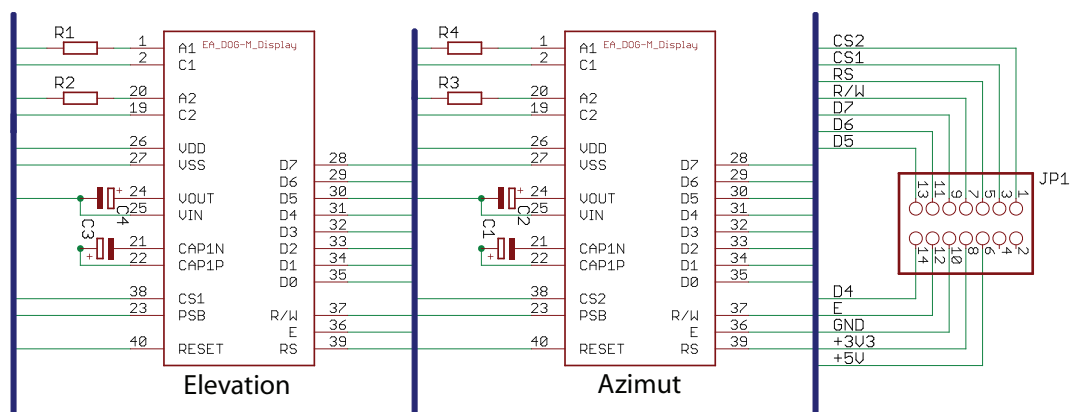 R1
1 A1 EA_DOG-M_Display
2 C1
R2
20 A2
19 C2
26 VDD
27 VSS D7 28
D6 29
+ 24 VOUT D5 30
C4 25 VIN D4 31
C3 D3 32
21 CAP1N D2 33
+ 22 CAP1P D1 34
D0 35
38 CS1
23 PSB R/W 37
E 36
40 RESET RS 39
Elevation
R4
1 A1 EA_DOG-M_Display
2 C1
R3
20 A2
19 C2
26 VDD
27 VSS D7 28
D6 29
+ 24 VOUT D5 30
C2 25 VIN D4 31
C1 D3 32
21 CAP1N D2 33
+ 22 CAP1P D1 34
D0 35
38 CS2
23 PSB R/W 37
E 36
40 RESET RS 39
Azimut
CS2
CS1
RS
R/W
D7
D6
D5
JP1
13 11 9 7 5 3 1
14 12 10 8 6 4 2
D4
E
GND
+3V3
+5V